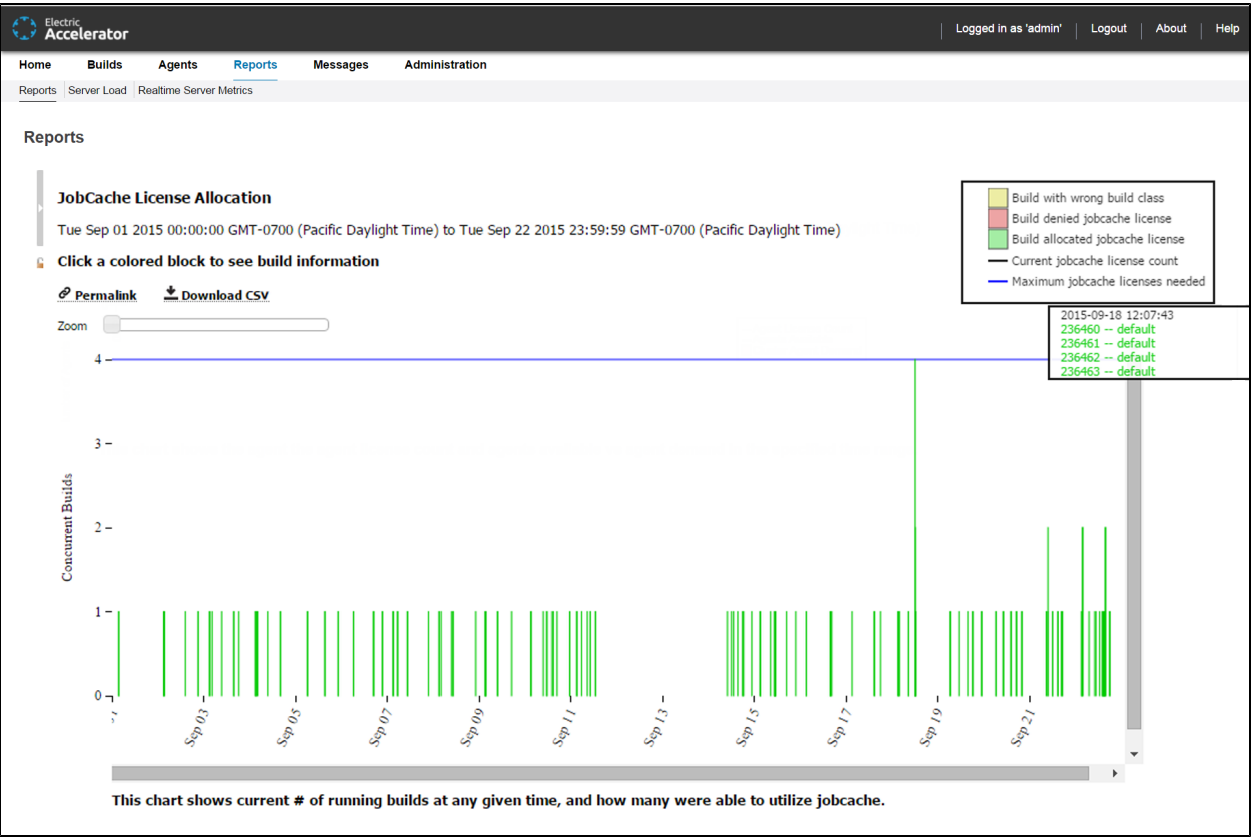 Electric
Accelerator
Logged in as 'admin' Logout About Help
Home Builds Agents Reports Messages Administration
Reports Server Load Realtime Server Metrics
Reports
JobCache License Allocation
Tue Sep 01 2015 00:00:00 GMT-0700 (Pacific Daylight Time) to Tue Sep 22 2015 23:59:59 GMT-0700 (Pacific Daylight Time)
Click a colored block to see build information
Permalink Download CSV
Zoom
Build with wrong build class
Build denied jobcache license
Build allocated jobcache license
Current jobcache license count
Maximum jobcache licenses needed
2015-09-18 12:07:43
236460 -- default
236461 -- default
236462 -- default
236463 -- default
4
3
2
1
0
Concurrent Builds
Sep 03 Sep 05 Sep 07 Sep 09 Sep 11 Sep 13 Sep 15 Sep 17 Sep 19 Sep 21
This chart shows current # of running builds at any given time, and how many were able to utilize jobcache.